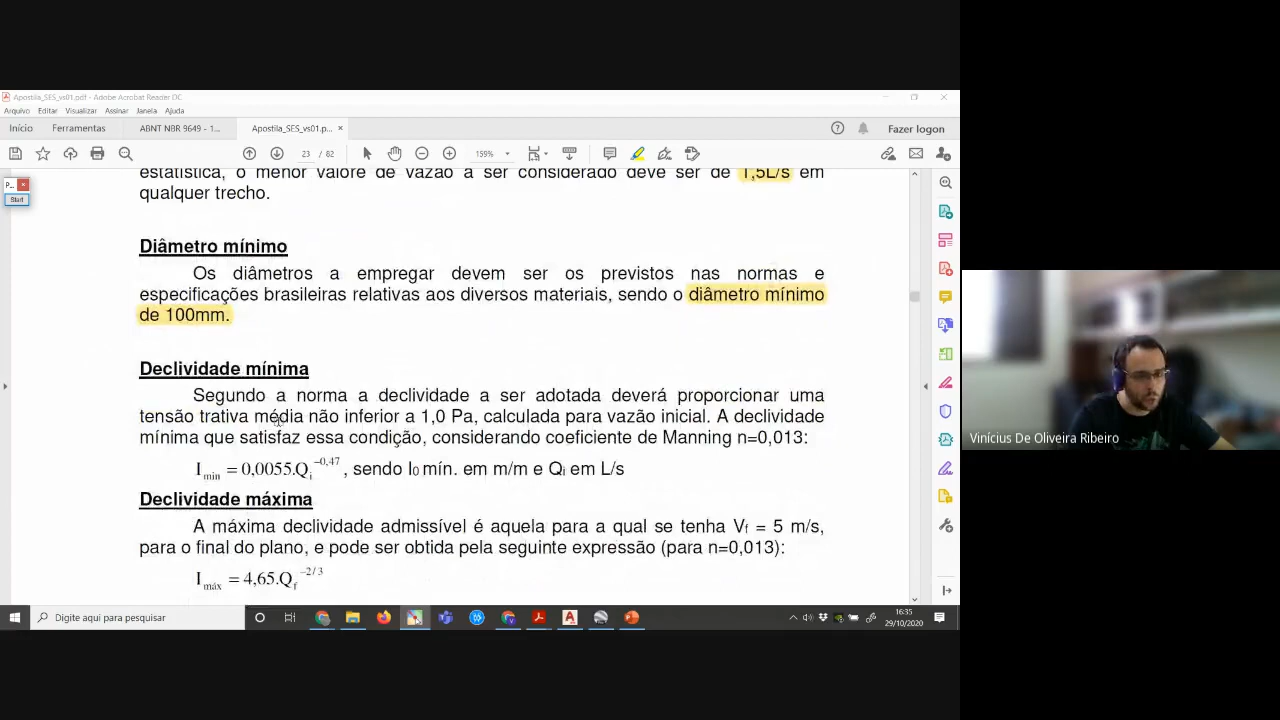 Apostila_SES_vs01.pdf - Adobe Acrobat Reader DC
Arquivo Editar Visualizar Assinar Janela Ajuda
Início Ferramentas ABNT NBR 9649 - 1... Apostila_SES_vs01.p... × Fazer logon
23 / 82 159%
P...
Start
estatística, o menor valore de vazão a ser considerado deve ser de 1,5L/s em
qualquer trecho.
Diâmetro mínimo
Os diâmetros a empregar devem ser os previstos nas normas e
especificações brasileiras relativas aos diversos materiais, sendo o diâmetro mínimo
de 100mm.
Declividade mínima
Segundo a norma a declividade a ser adotada deverá proporcionar uma
tensão trativa média não inferior a 1,0 Pa, calculada para vazão inicial. A declividade
mínima que satisfaz essa condição, considerando coeficiente de Manning n=0,013:
I min = 0,0055.Q i −0,47 , sendo I0 mín. em m/m e Qi em L/s
Declividade máxima
A máxima declividade admissível é aquela para a qual se tenha Vf = 5 m/s,
para o final do plano, e pode ser obtida pela seguinte expressão (para n=0,013):
I máx = 4,65.Q f −2/3
Vinícius De Oliveira Ribeiro
Digite aqui para pesquisar
16:35
29/10/2020